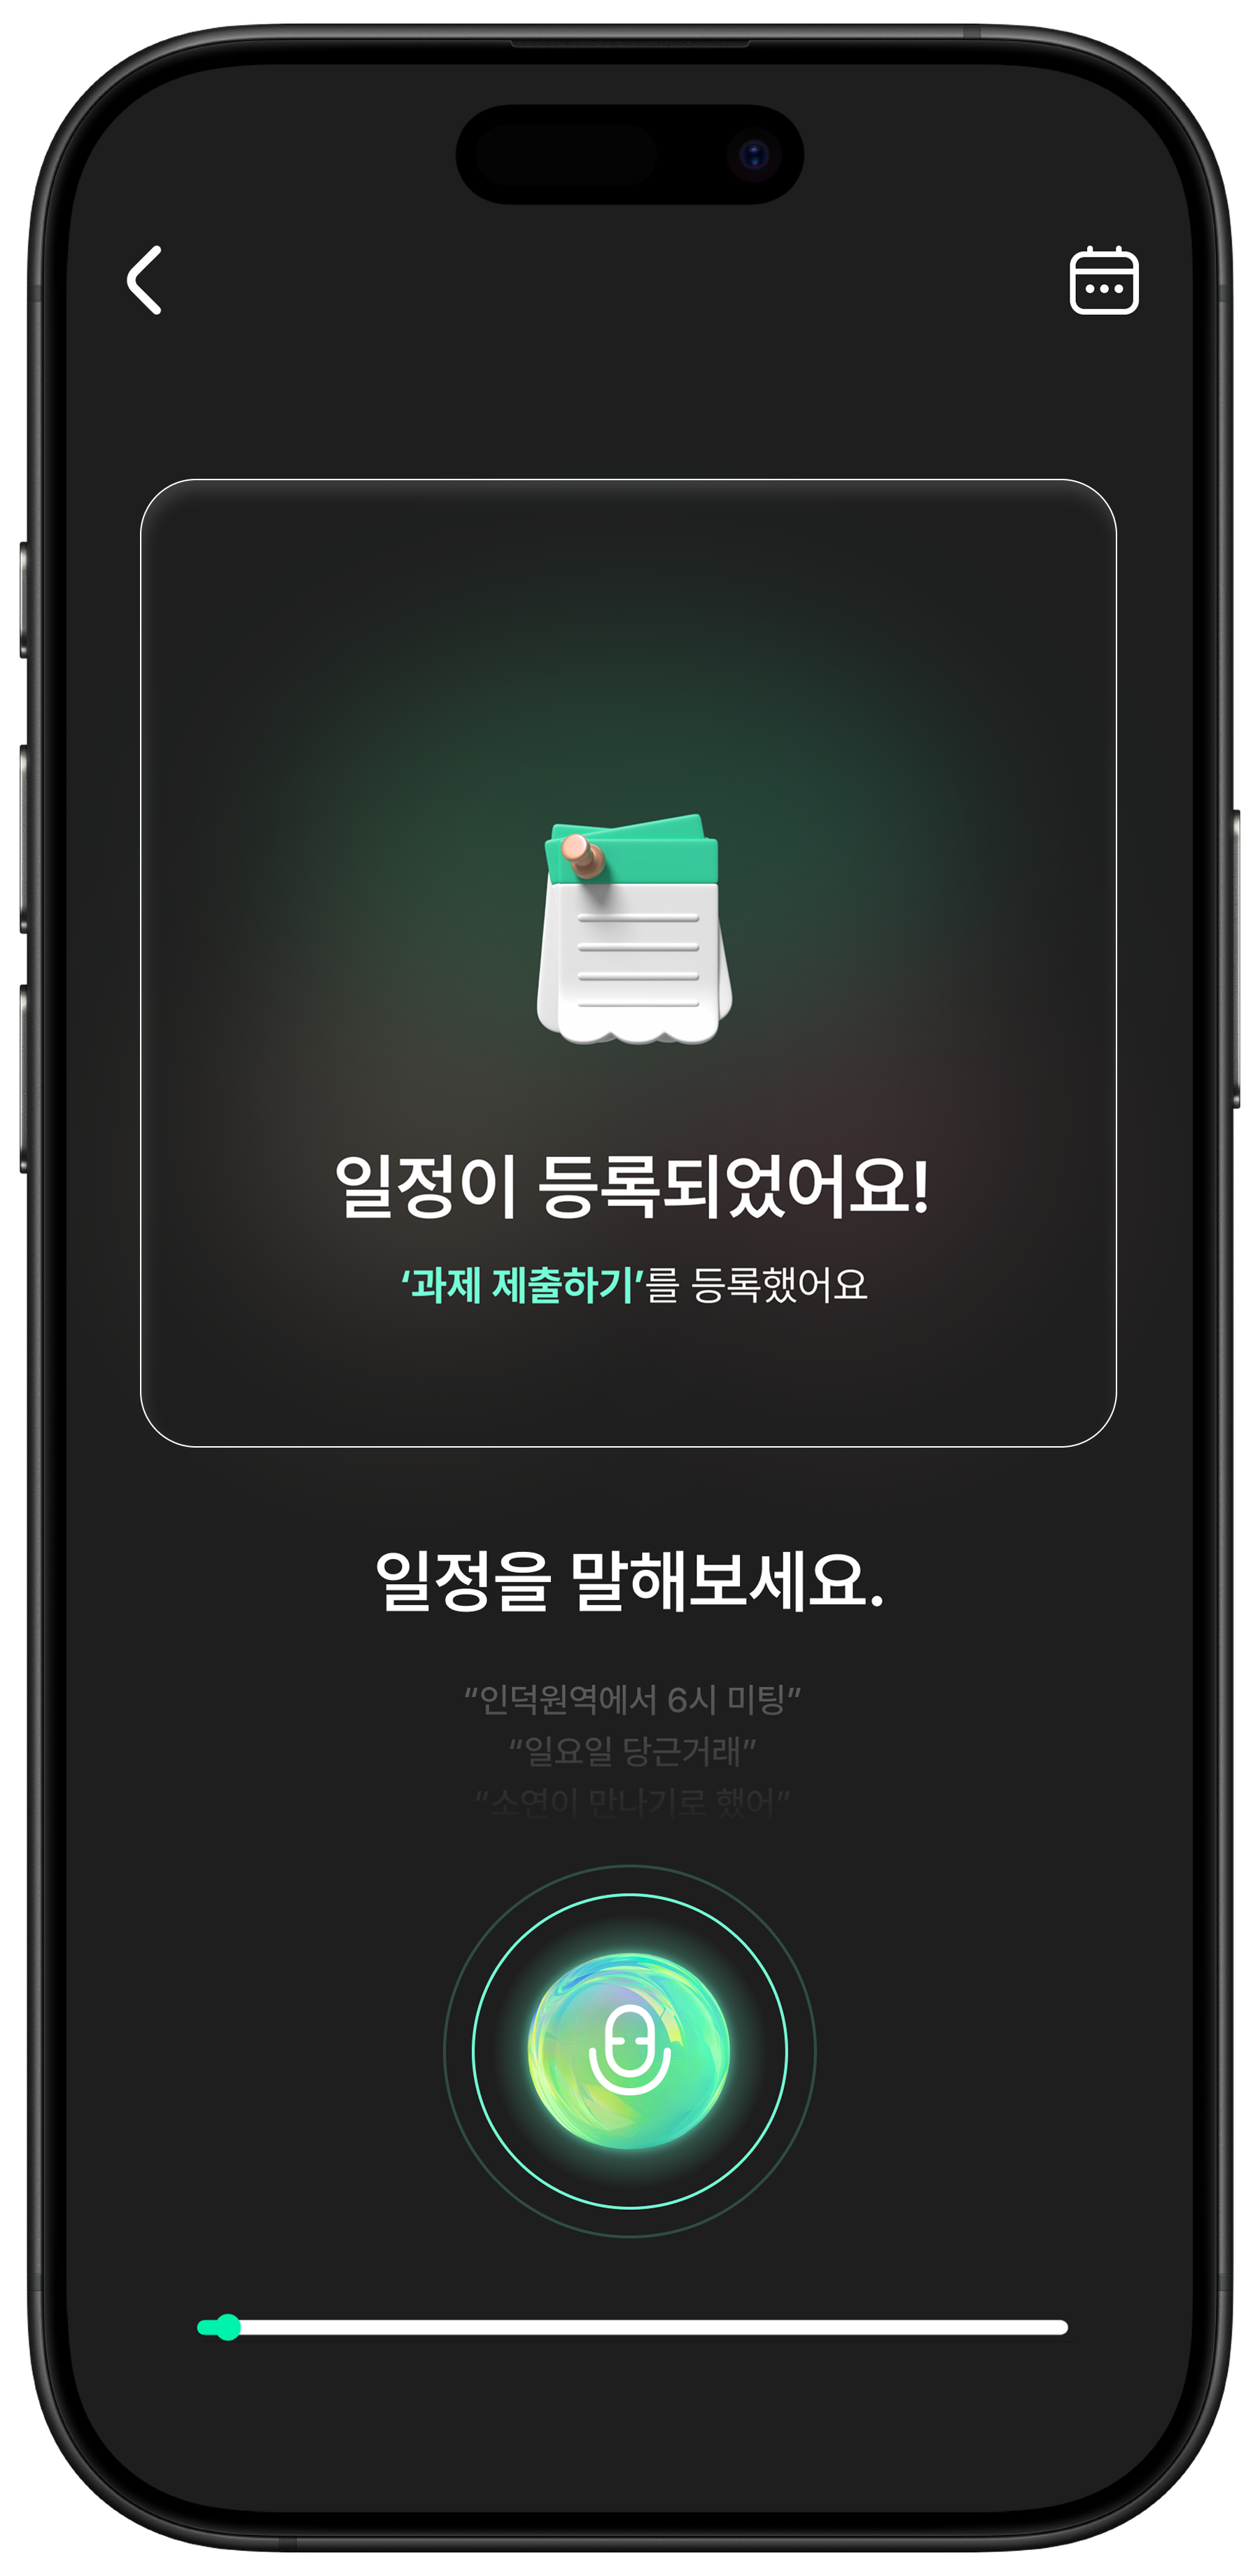 일정이 등록되었어요!
‘과제 제출하기’를 등록했어요
일정을 말해보세요.
“인덕원역에서 6시 미팅”
“일요일 당근거래”
“소연이 만나기로 했어”